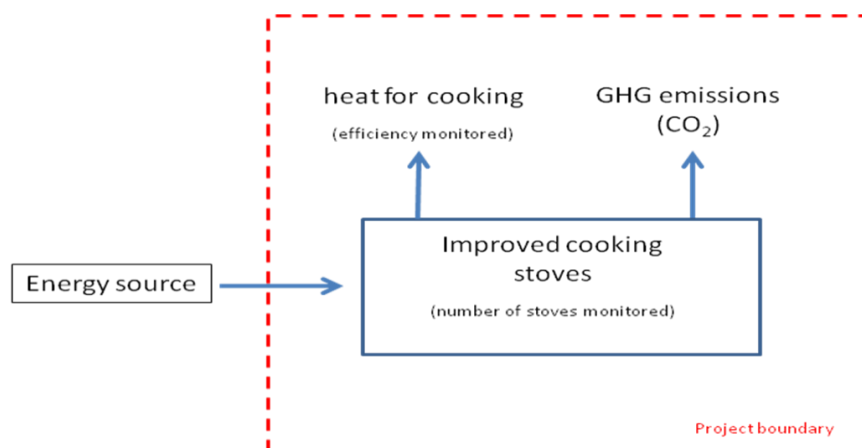 heat for cooking
(efficiency monitored)
GHG emissions
(CO₂)
Improved cooking
stoves
(number of stoves monitored)
Energy source
Project boundary